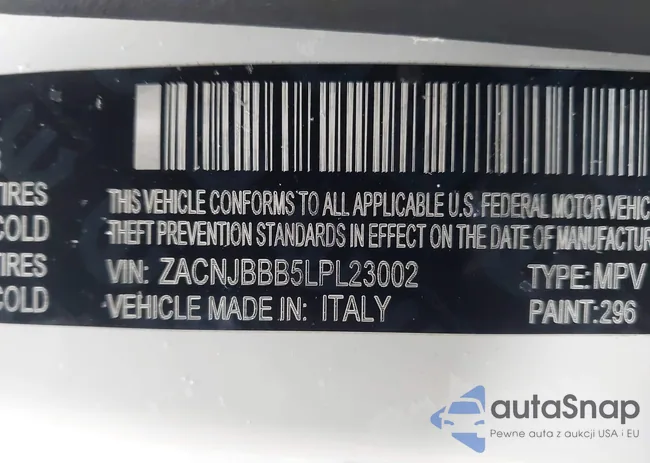 TIRES
COLD
TIRES
COLD
THIS VEHICLE CONFORMS TO ALL APPLICABLE U.S. FEDERAL MOTOR VEHIC
THEFT PREVENTION STANDARDS IN EFFECT ON THE DATE OF MANUFACTUR
VIN: ZACNJBBB5LPL23002 TYPE:MPV
VEHICLE MADE IN: ITALY PAINT:296
autaSnap
Pewne auta z aukcji USA i EU